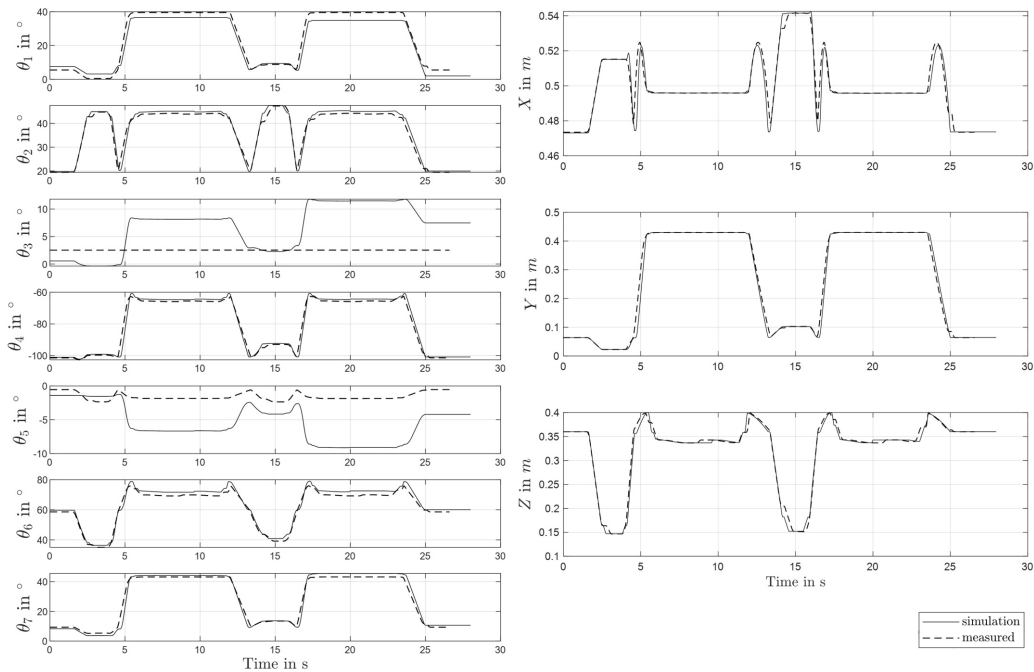 40
20
0
θ₁ in °
0 5 10 15 20 25 30
40
30
20
θ₂ in °
0 5 10 15 20 25 30
10
5
0
θ₃ in °
0 5 10 15 20 25 30
-60
-80
-100
θ₄ in °
0 5 10 15 20 25 30
0
-5
-10
θ₅ in °
0 5 10 15 20 25 30
80
60
40
θ₆ in °
0 5 10 15 20 25 30
40
20
0
θ₇ in °
0 5 10 15 20 25 30
Time in s
0.54
0.52
0.5
0.48
0.46
X in m
0 5 10 15 20 25 30
0.5
0.4
0.3
0.2
0.1
0
Y in m
0 5 10 15 20 25 30
0.4
0.35
0.3
0.25
0.2
0.15
0.1
Z in m
0 5 10 15 20 25 30
Time in s
simulation
measured